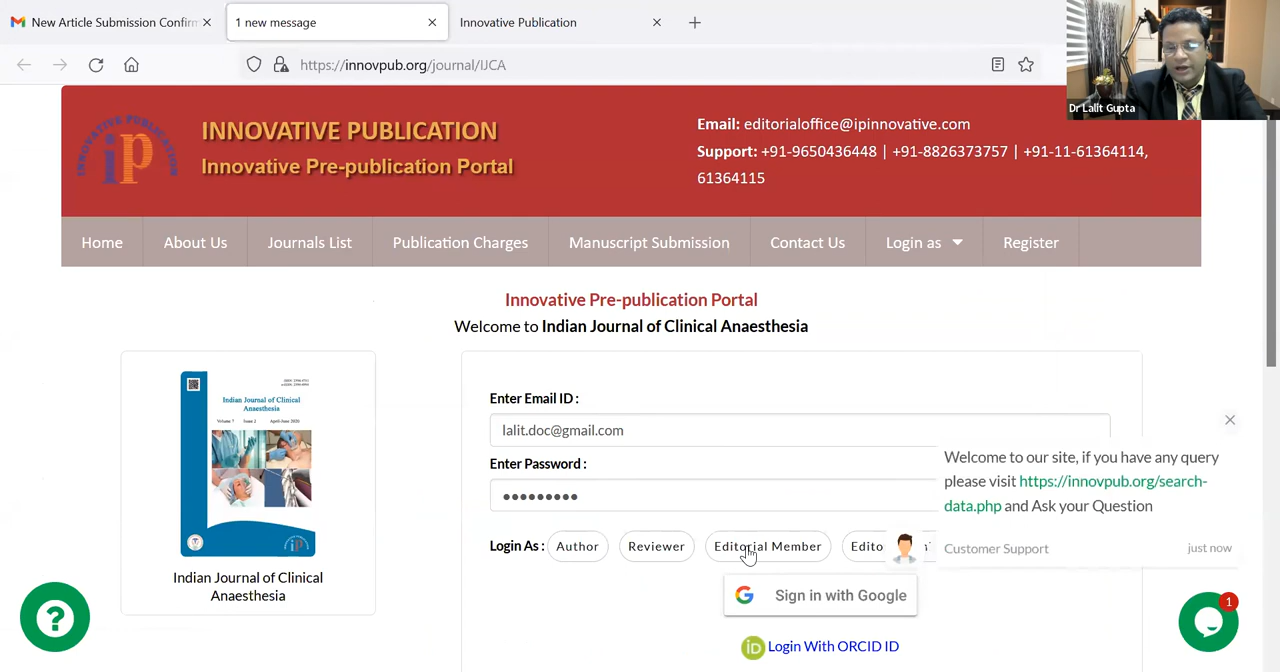 New Article Submission Confirm
1 new message
Innovative Publication
https://innovpub.org/journal/IJCA
Dr Lalit Gupta
INNOVATIVE PUBLICATION
ip
INNOVATIVE PUBLICATION
Innovative Pre-publication Portal
Email: editorialoffice@ipinnovative.com
Support: +91-9650436448 | +91-8826373757 | +91-11-61364114,
61364115
Home
About Us
Journals List
Publication Charges
Manuscript Submission
Contact Us
Login as
Register
Innovative Pre-publication Portal
Welcome to Indian Journal of Clinical Anaesthesia
Indian Journal of Clinical
Anaesthesia
Indian Journal of Clinical
Anaesthesia
Enter Email ID :
lalit.doc@gmail.com
Enter Password :
•••••••••
Login As :
Author
Reviewer
Editorial Member
Edito
Sign in with Google
iD
Login With ORCID ID
Welcome to our site, if you have any query
please visit https://innovpub.org/search-
data.php and Ask your Question
Customer Support
just now
?
1